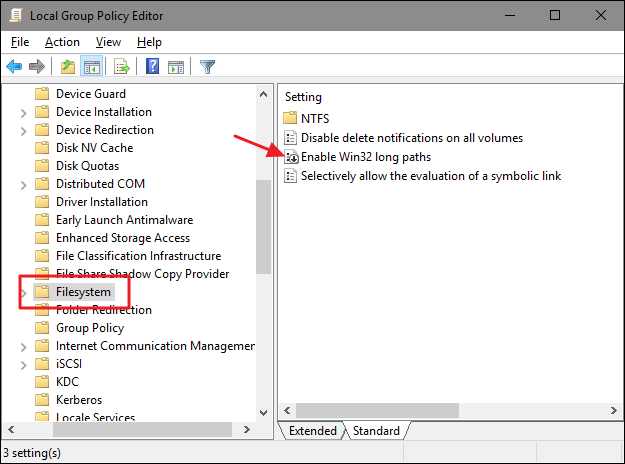 Local Group Policy Editor
File Action View Help
Device Guard
Device Installation
Device Redirection
Disk NV Cache
Disk Quotas
Distributed COM
Driver Installation
Early Launch Antimalware
Enhanced Storage Access
File Classification Infrastructure
File Share Shadow Copy Provider
Filesystem
Folder Redirection
Group Policy
Internet Communication Managemer
iSCSI
KDC
Kerberos
Locale Services
Setting
NTFS
Disable delete notifications on all volumes
Enable Win32 long paths
Selectively allow the evaluation of a symbolic link
Extended Standard
3 setting(s)